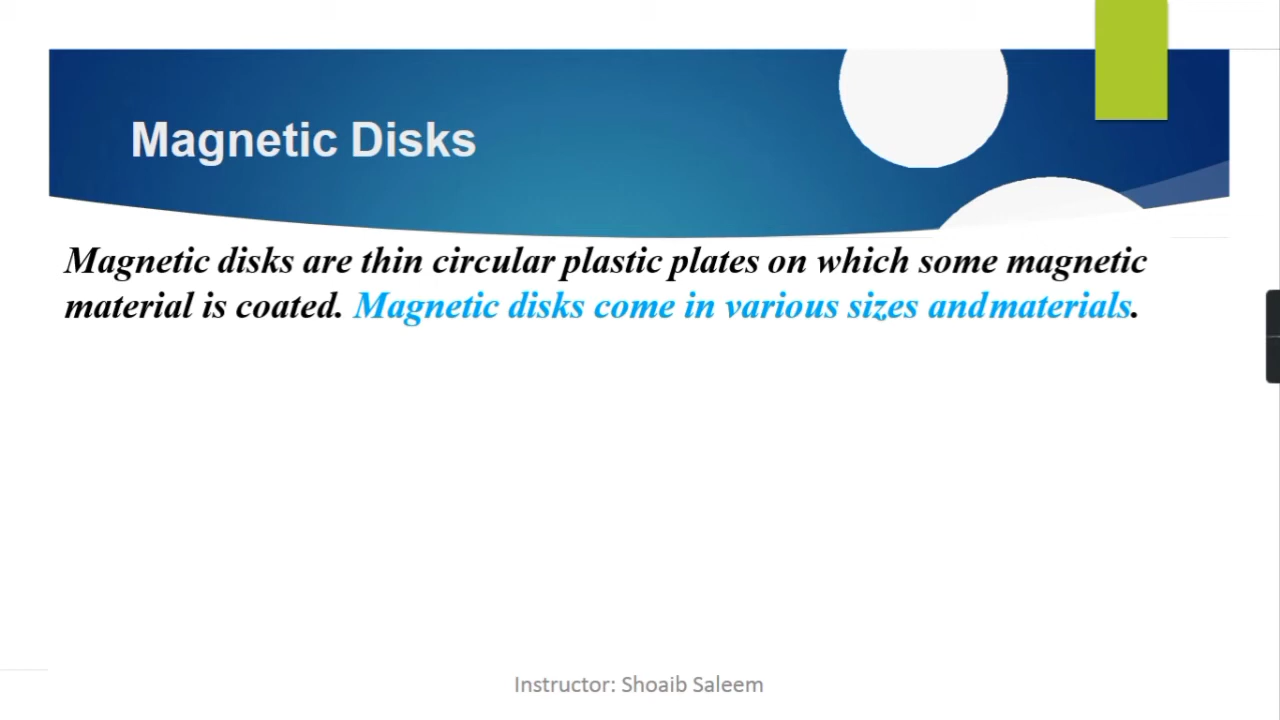 Magnetic Disks
Magnetic disks are thin circular plastic plates on which some magnetic
material is coated. Magnetic disks come in various sizes andmaterials.
Instructor: Shoaib Saleem